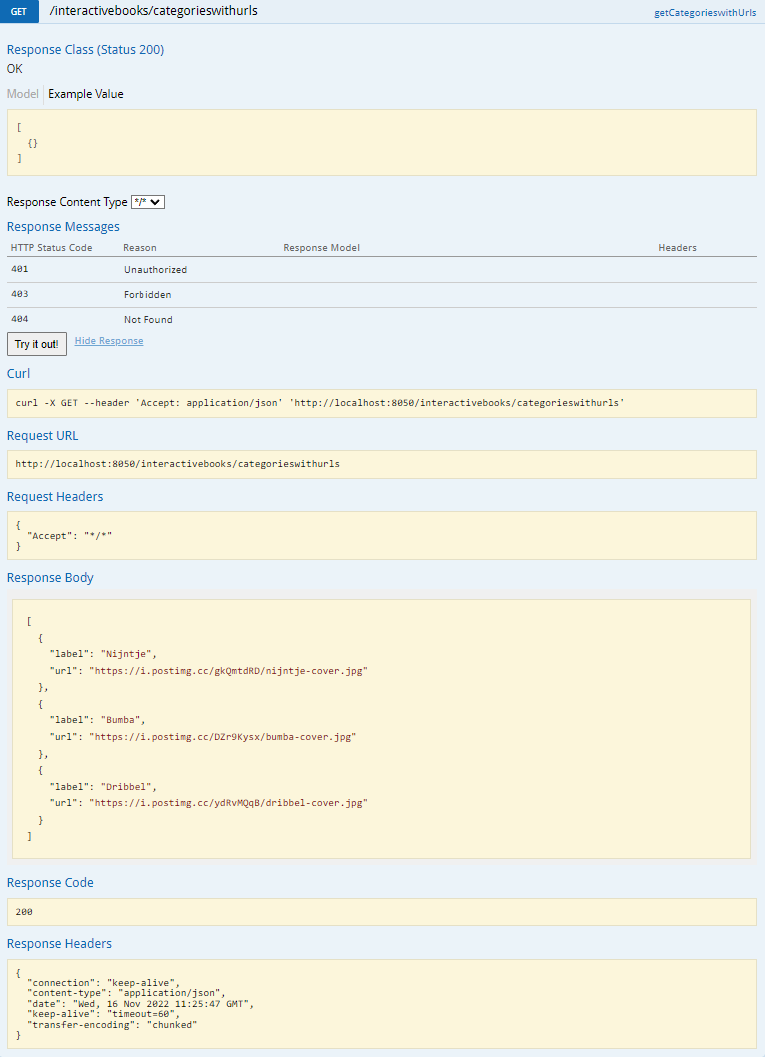 GET /interactivebooks/categorieswithurls getCategorieswithUrls
Response Class (Status 200)
OK
Model Example Value
[
  {}
]
Response Content Type */*
Response Messages
HTTP Status Code Reason Response Model Headers
401 Unauthorized
403 Forbidden
404 Not Found
Try it out! Hide Response
Curl
curl -X GET --header 'Accept: application/json' 'http://localhost:8050/interactivebooks/categorieswithurls'
Request URL
http://localhost:8050/interactivebooks/categorieswithurls
Request Headers
{
  "Accept": "*/*"
}
Response Body
[
  {
    "label": "Nijntje",
    "url": "https://i.postimg.cc/gkQmtdRD/nijntje-cover.jpg"
  },
  {
    "label": "Bumba",
    "url": "https://i.postimg.cc/DZr9Kysx/bumba-cover.jpg"
  },
  {
    "label": "Dribbel",
    "url": "https://i.postimg.cc/ydRvMQqB/dribbel-cover.jpg"
  }
]
Response Code
200
Response Headers
{
  "connection": "keep-alive",
  "content-type": "application/json",
  "date": "Wed, 16 Nov 2022 11:25:47 GMT",
  "keep-alive": "timeout=60",
  "transfer-encoding": "chunked"
}